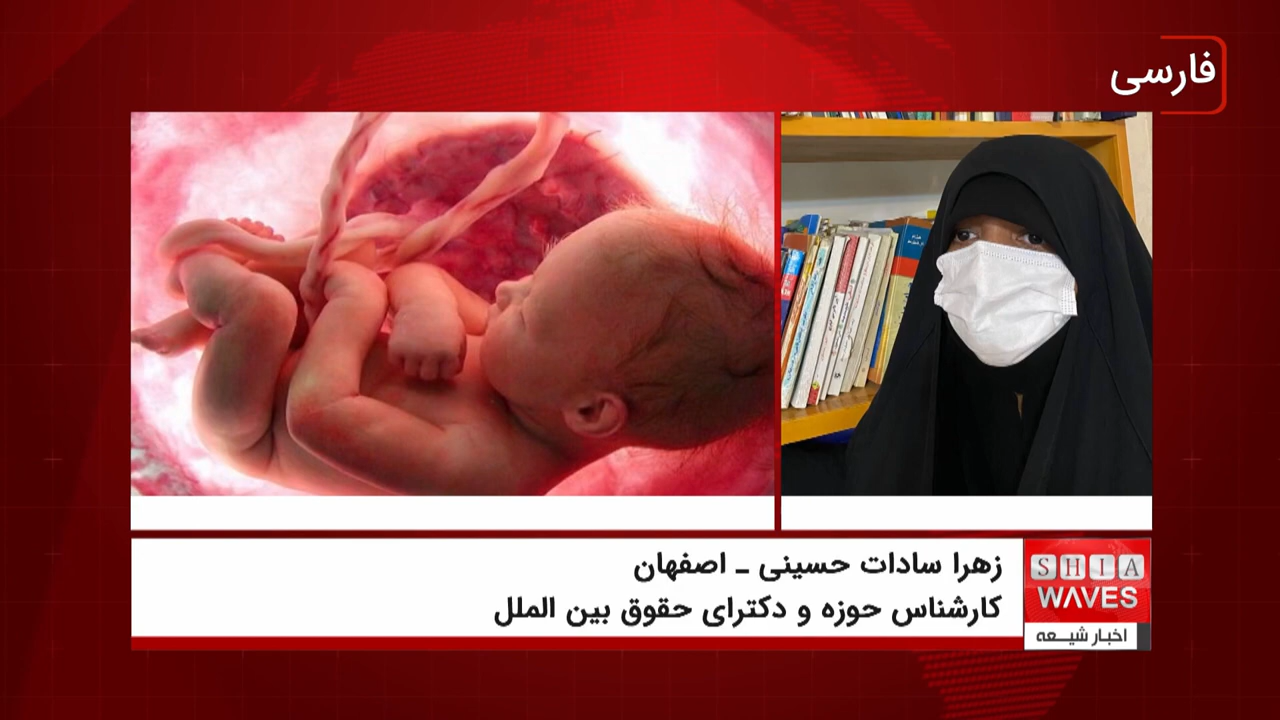 فارسی
زهرا سادات حسینی ـ اصفهان
کارشناس حوزه و دکترای حقوق بین الملل
SHIA
WAVES
اخبار شیعه